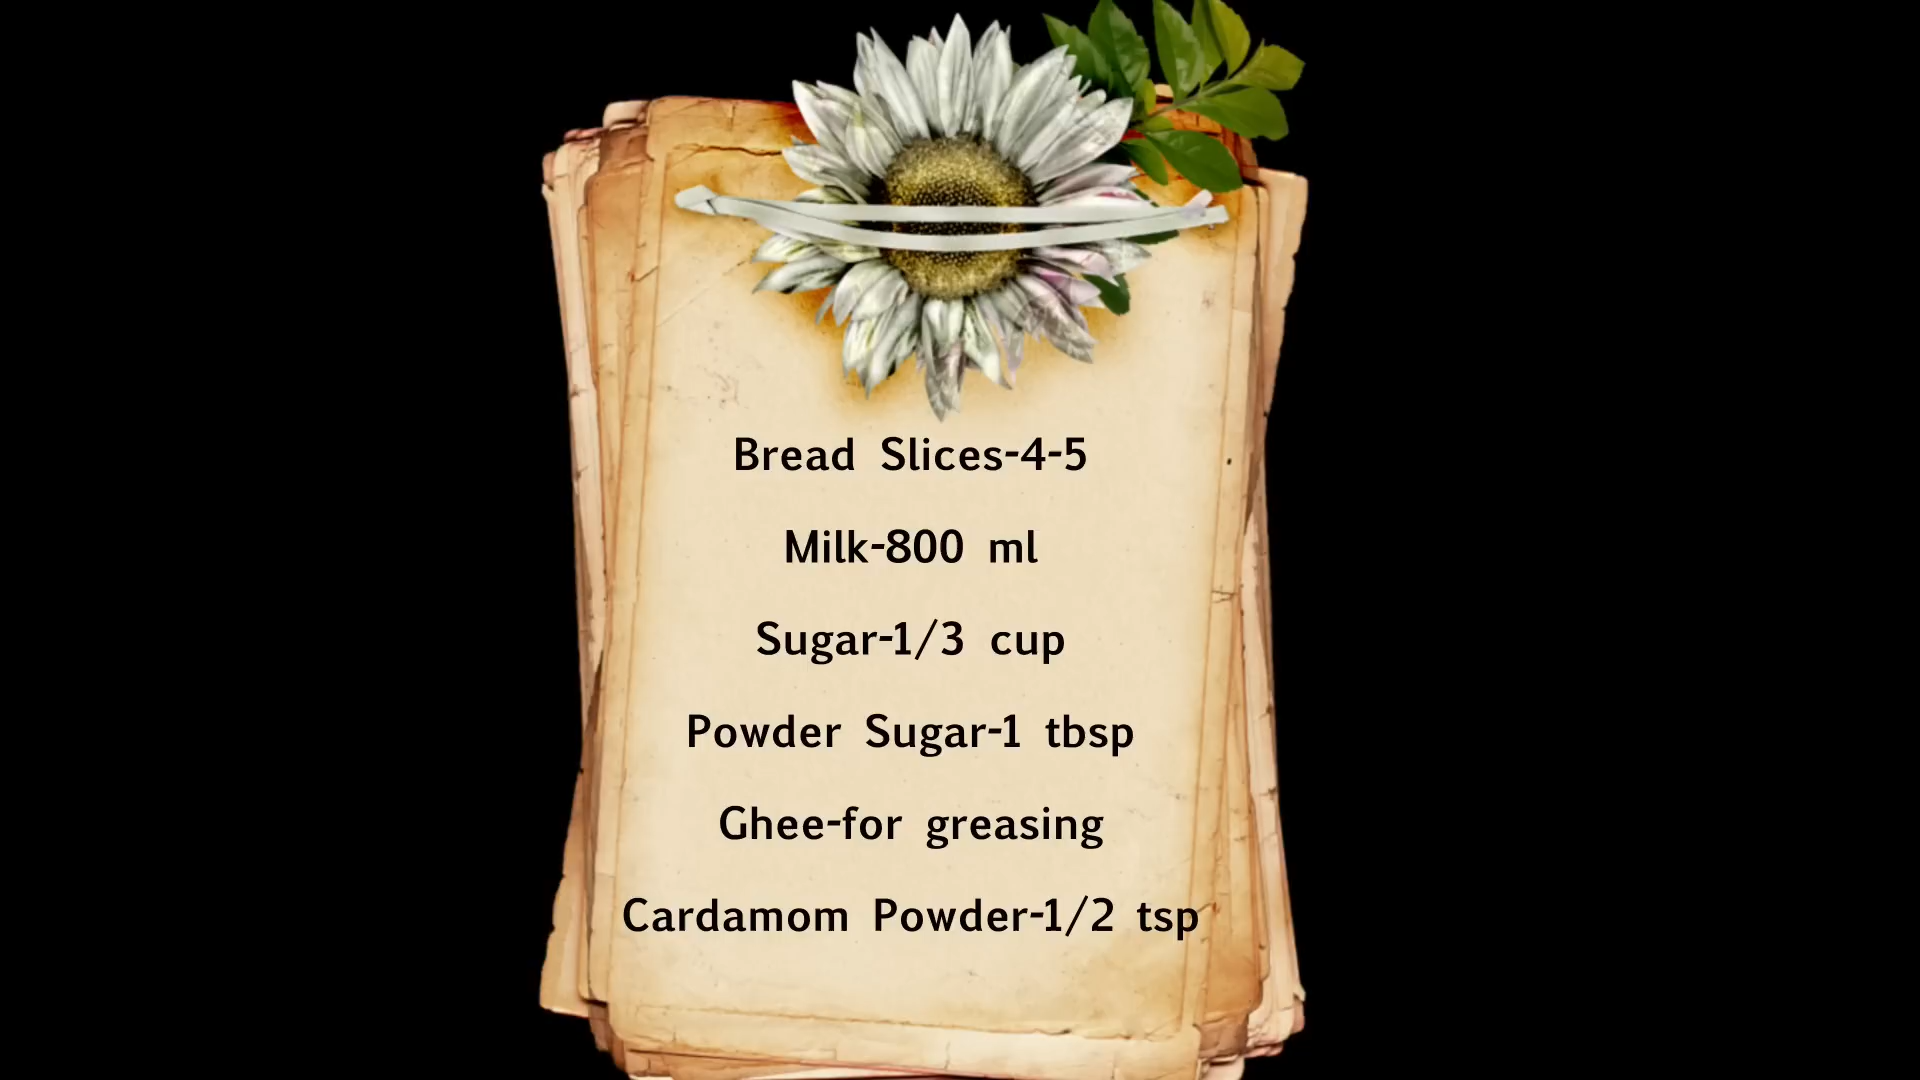 Bread Slices-4-5
Milk-800 ml
Sugar-1/3 cup
Powder Sugar-1 tbsp
Ghee-for greasing
Cardamom Powder-1/2 tsp